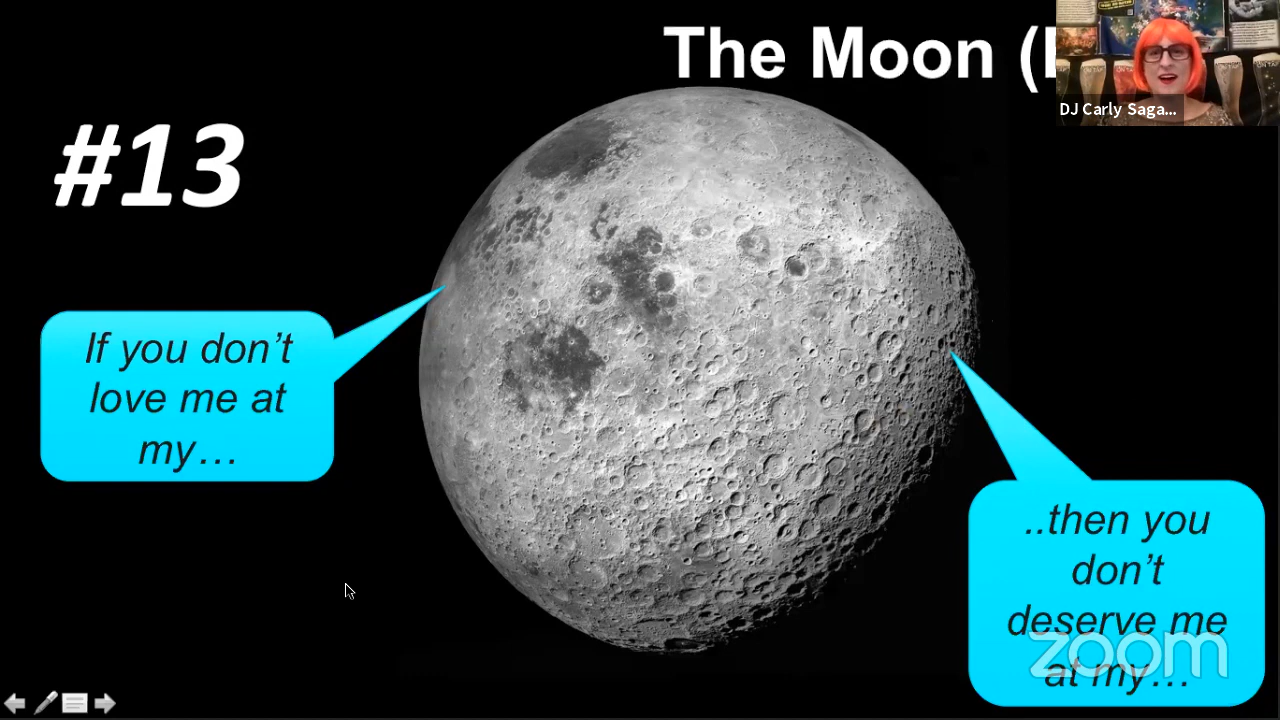 The Moon (
DJ Carly Saga...
#13
If you don’t
love me at
my…
..then you
don’t
deserve me
at my…
zoom